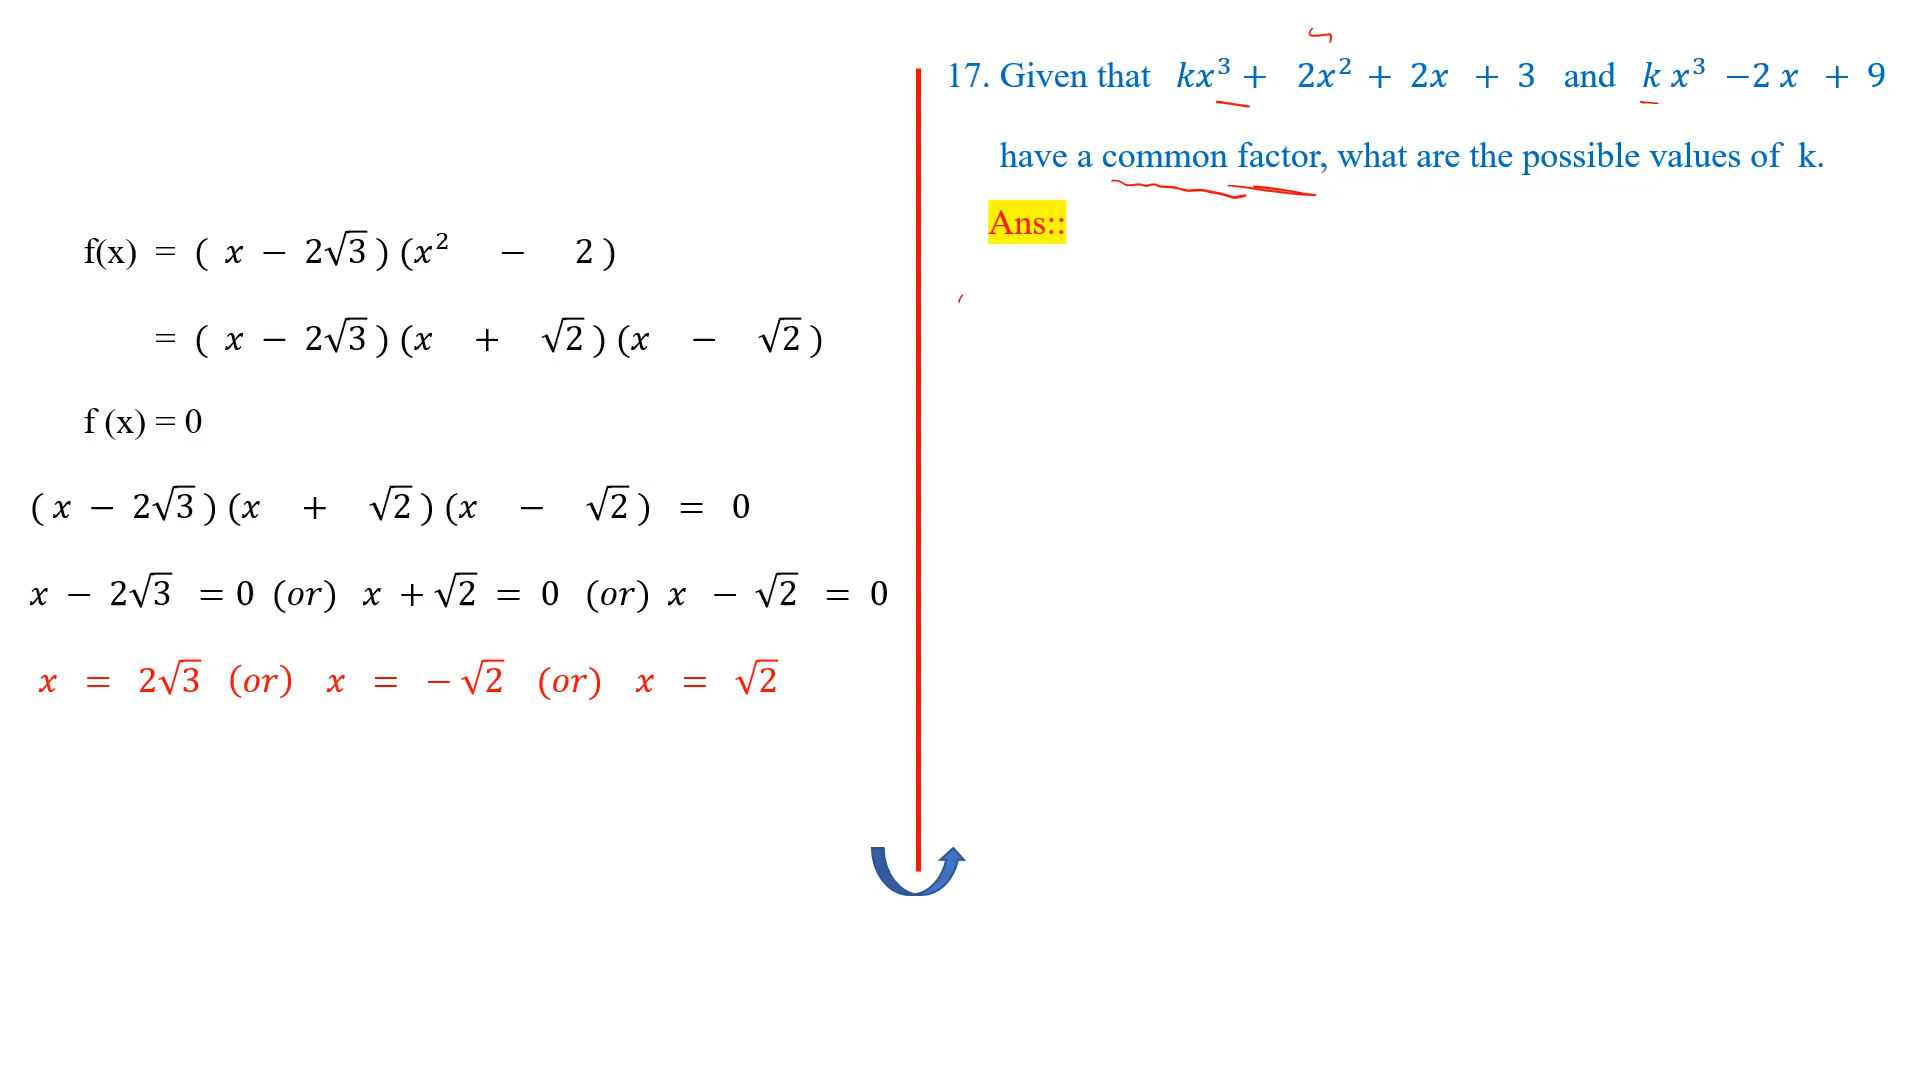 f(x) = ( x − 2√3 ) (x² − 2 )
= ( x − 2√3 ) (x + √2 ) (x − √2 )
f (x) = 0
( x − 2√3 ) (x + √2 ) (x − √2 ) = 0
x − 2√3 = 0 (or) x + √2 = 0 (or) x − √2 = 0
x = 2√3 (or) x = − √2 (or) x = √2
17. Given that kx³ + 2x² + 2x + 3 and k x³ −2 x + 9
have a common factor, what are the possible values of k.
Ans::